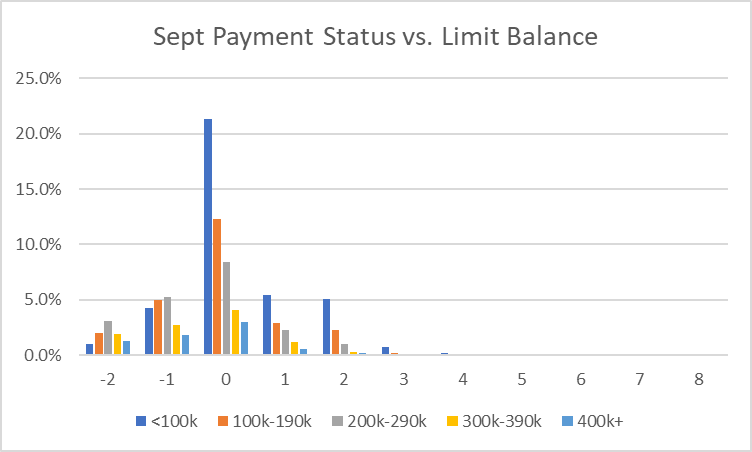 Sept Payment Status vs. Limit Balance
25.0%
20.0%
15.0%
10.0%
5.0%
0.0%
-2 -1 0 1 2 3 4 5 6 7 8
<100k 100k-190k 200k-290k 300k-390k 400k+